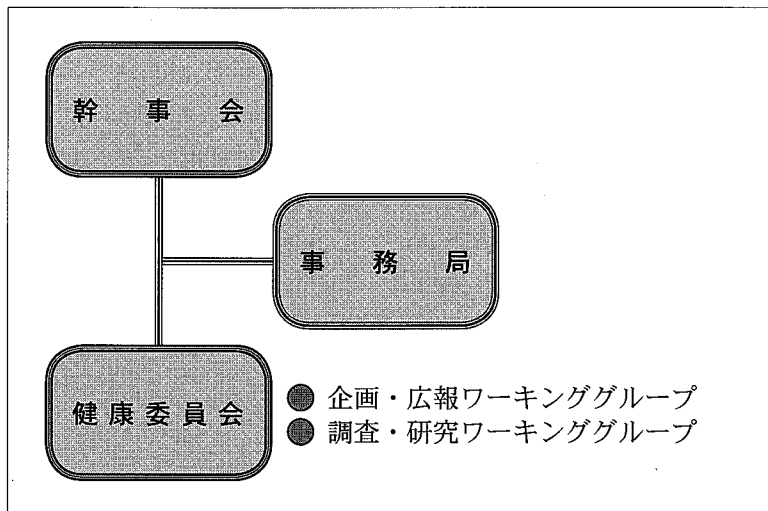 幹事会
事務局
健康委員会
● 企画・広報ワーキンググループ
● 調査・研究ワーキンググループ